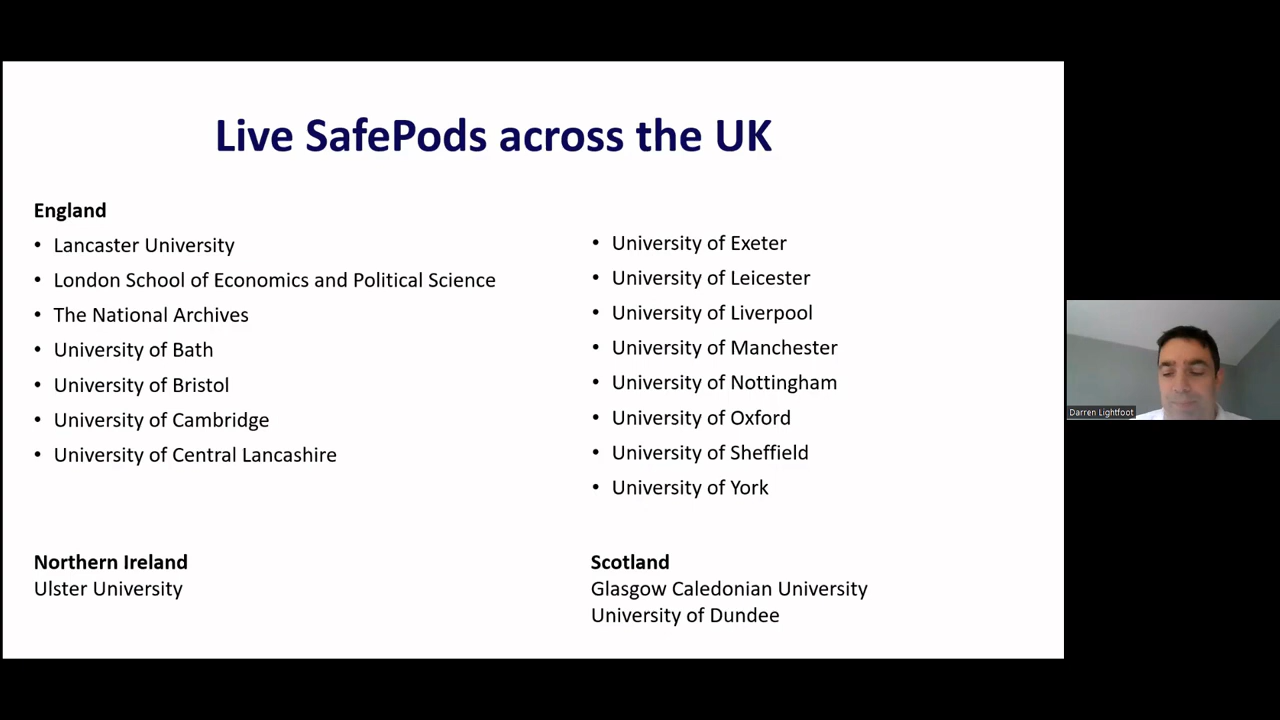 Live SafePods across the UK
England
• Lancaster University
• London School of Economics and Political Science
• The National Archives
• University of Bath
• University of Bristol
• University of Cambridge
• University of Central Lancashire
• University of Exeter
• University of Leicester
• University of Liverpool
• University of Manchester
• University of Nottingham
• University of Oxford
• University of Sheffield
• University of York
Northern Ireland
Ulster University
Scotland
Glasgow Caledonian University
University of Dundee
Darren Lightfoot